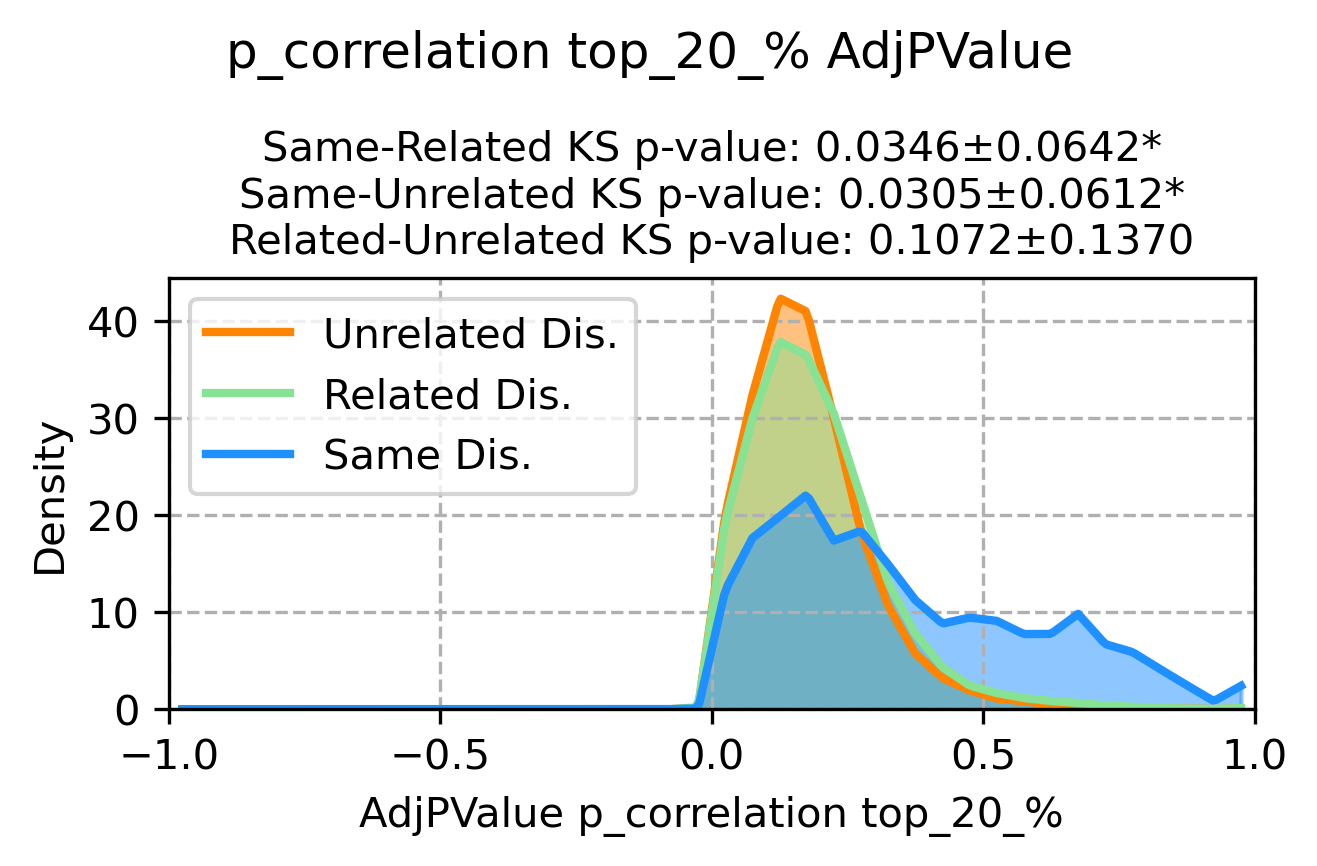 p_correlation top_20_% AdjPValue
Same-Related KS p-value: 0.0346±0.0642*
Same-Unrelated KS p-value: 0.0305±0.0612*
Related-Unrelated KS p-value: 0.1072±0.1370
Unrelated Dis.
Related Dis.
Same Dis.
Density
40
30
20
10
0
−1.0
−0.5
0.0
0.5
1.0
AdjPValue p_correlation top_20_%